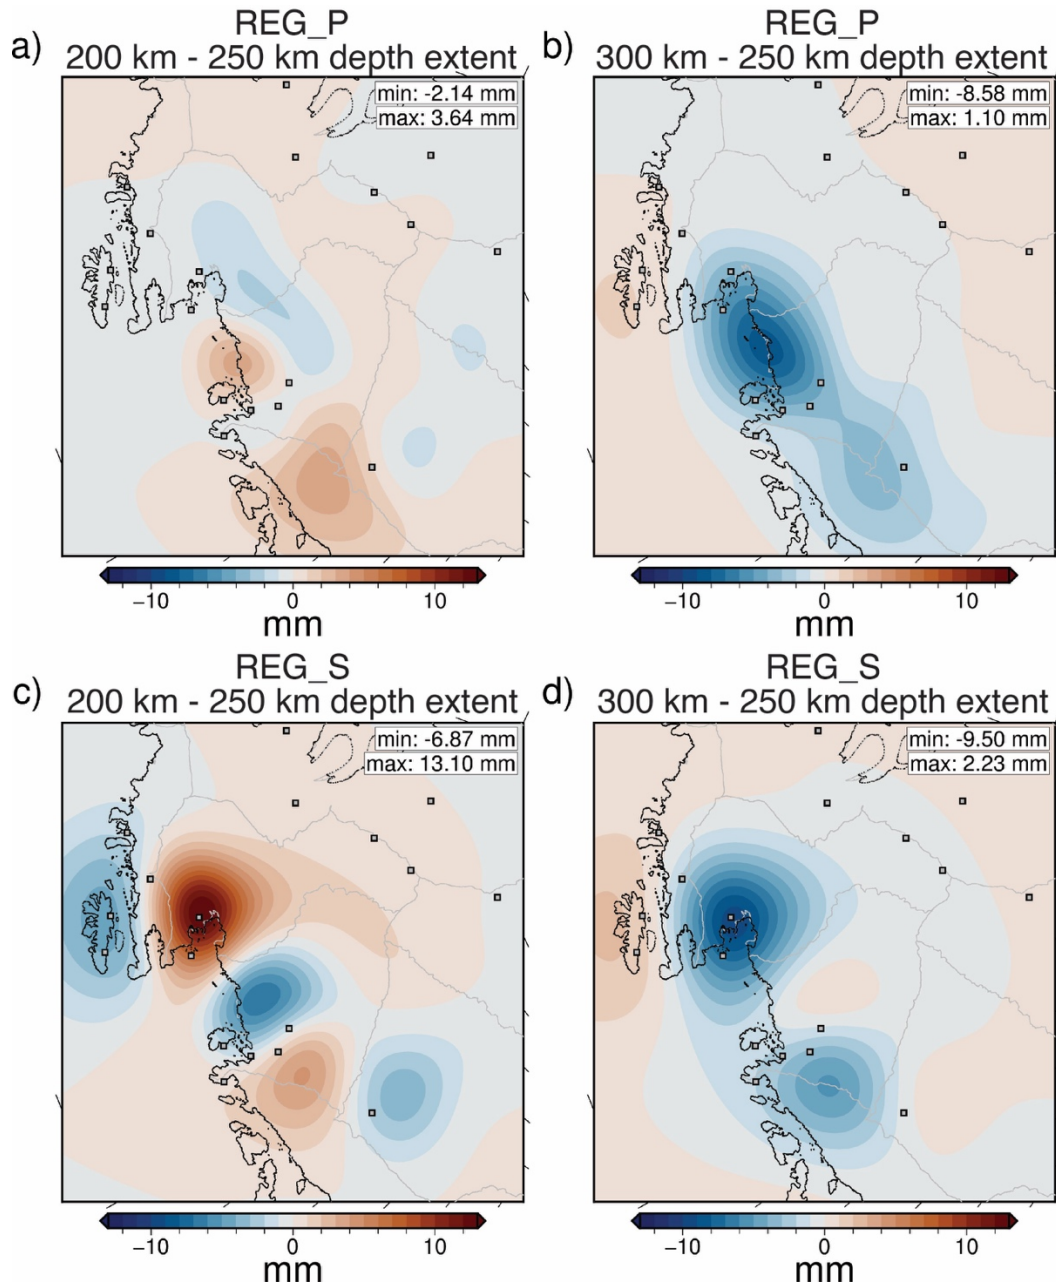 a)
REG_P
200 km - 250 km depth extent
min: -2.14 mm
max: 3.64 mm
−10
0
10
mm
b)
REG_P
300 km - 250 km depth extent
min: -8.58 mm
max: 1.10 mm
−10
0
10
mm
c)
REG_S
200 km - 250 km depth extent
min: -6.87 mm
max: 13.10 mm
−10
0
10
mm
d)
REG_S
300 km - 250 km depth extent
min: -9.50 mm
max: 2.23 mm
−10
0
10
mm